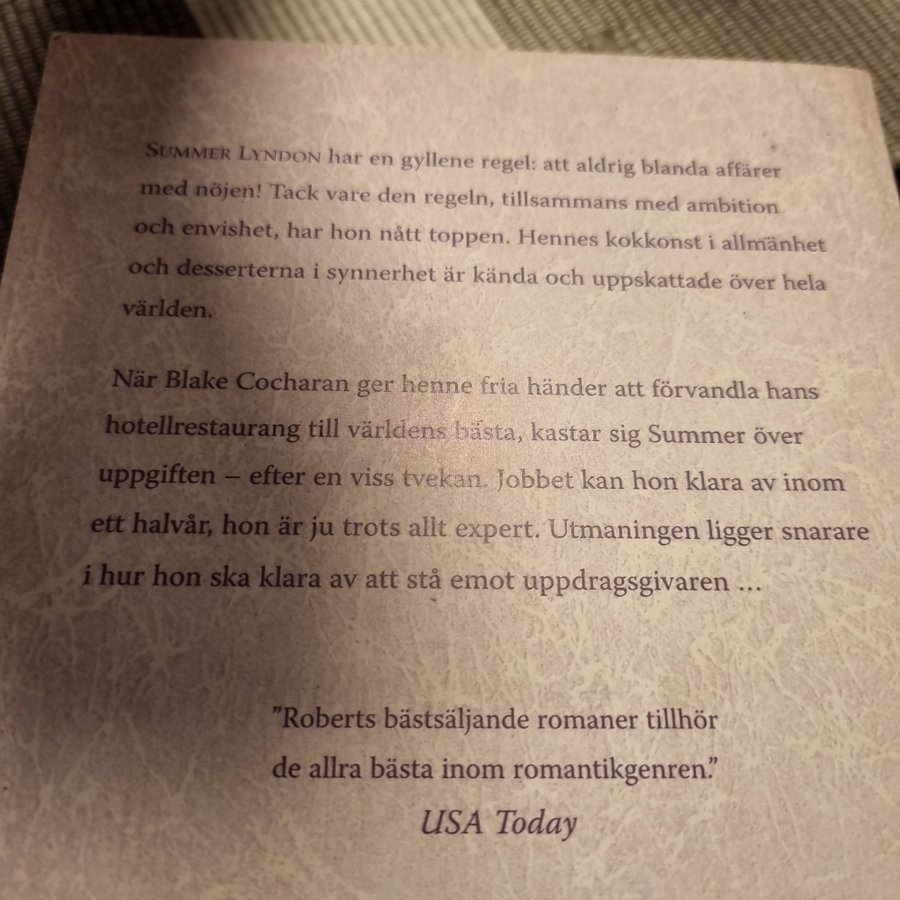 SUMMER LYNDON har en gyllene regel: att aldrig blanda affärer
med nöjen! Tack vare den regeln, tillsammans med ambition
och envishet, har hon nått toppen. Hennes kokkonst i allmänhet
och desserterna i synnerhet är kända och uppskattade över hela
världen.
När Blake Cocharan ger henne fria händer att förvandla hans
hotellrestaurang till världens bästa, kastar sig Summer över
uppgiften – efter en viss tvekan. Jobbet kan hon klara av inom
ett halvår, hon är ju trots allt expert. Utmaningen ligger snarare
i hur hon ska klara av att stå emot uppdragsgivaren ...
”Roberts bästsäljande romaner tillhör
de allra bästa inom romantikgenren.”
USA Today